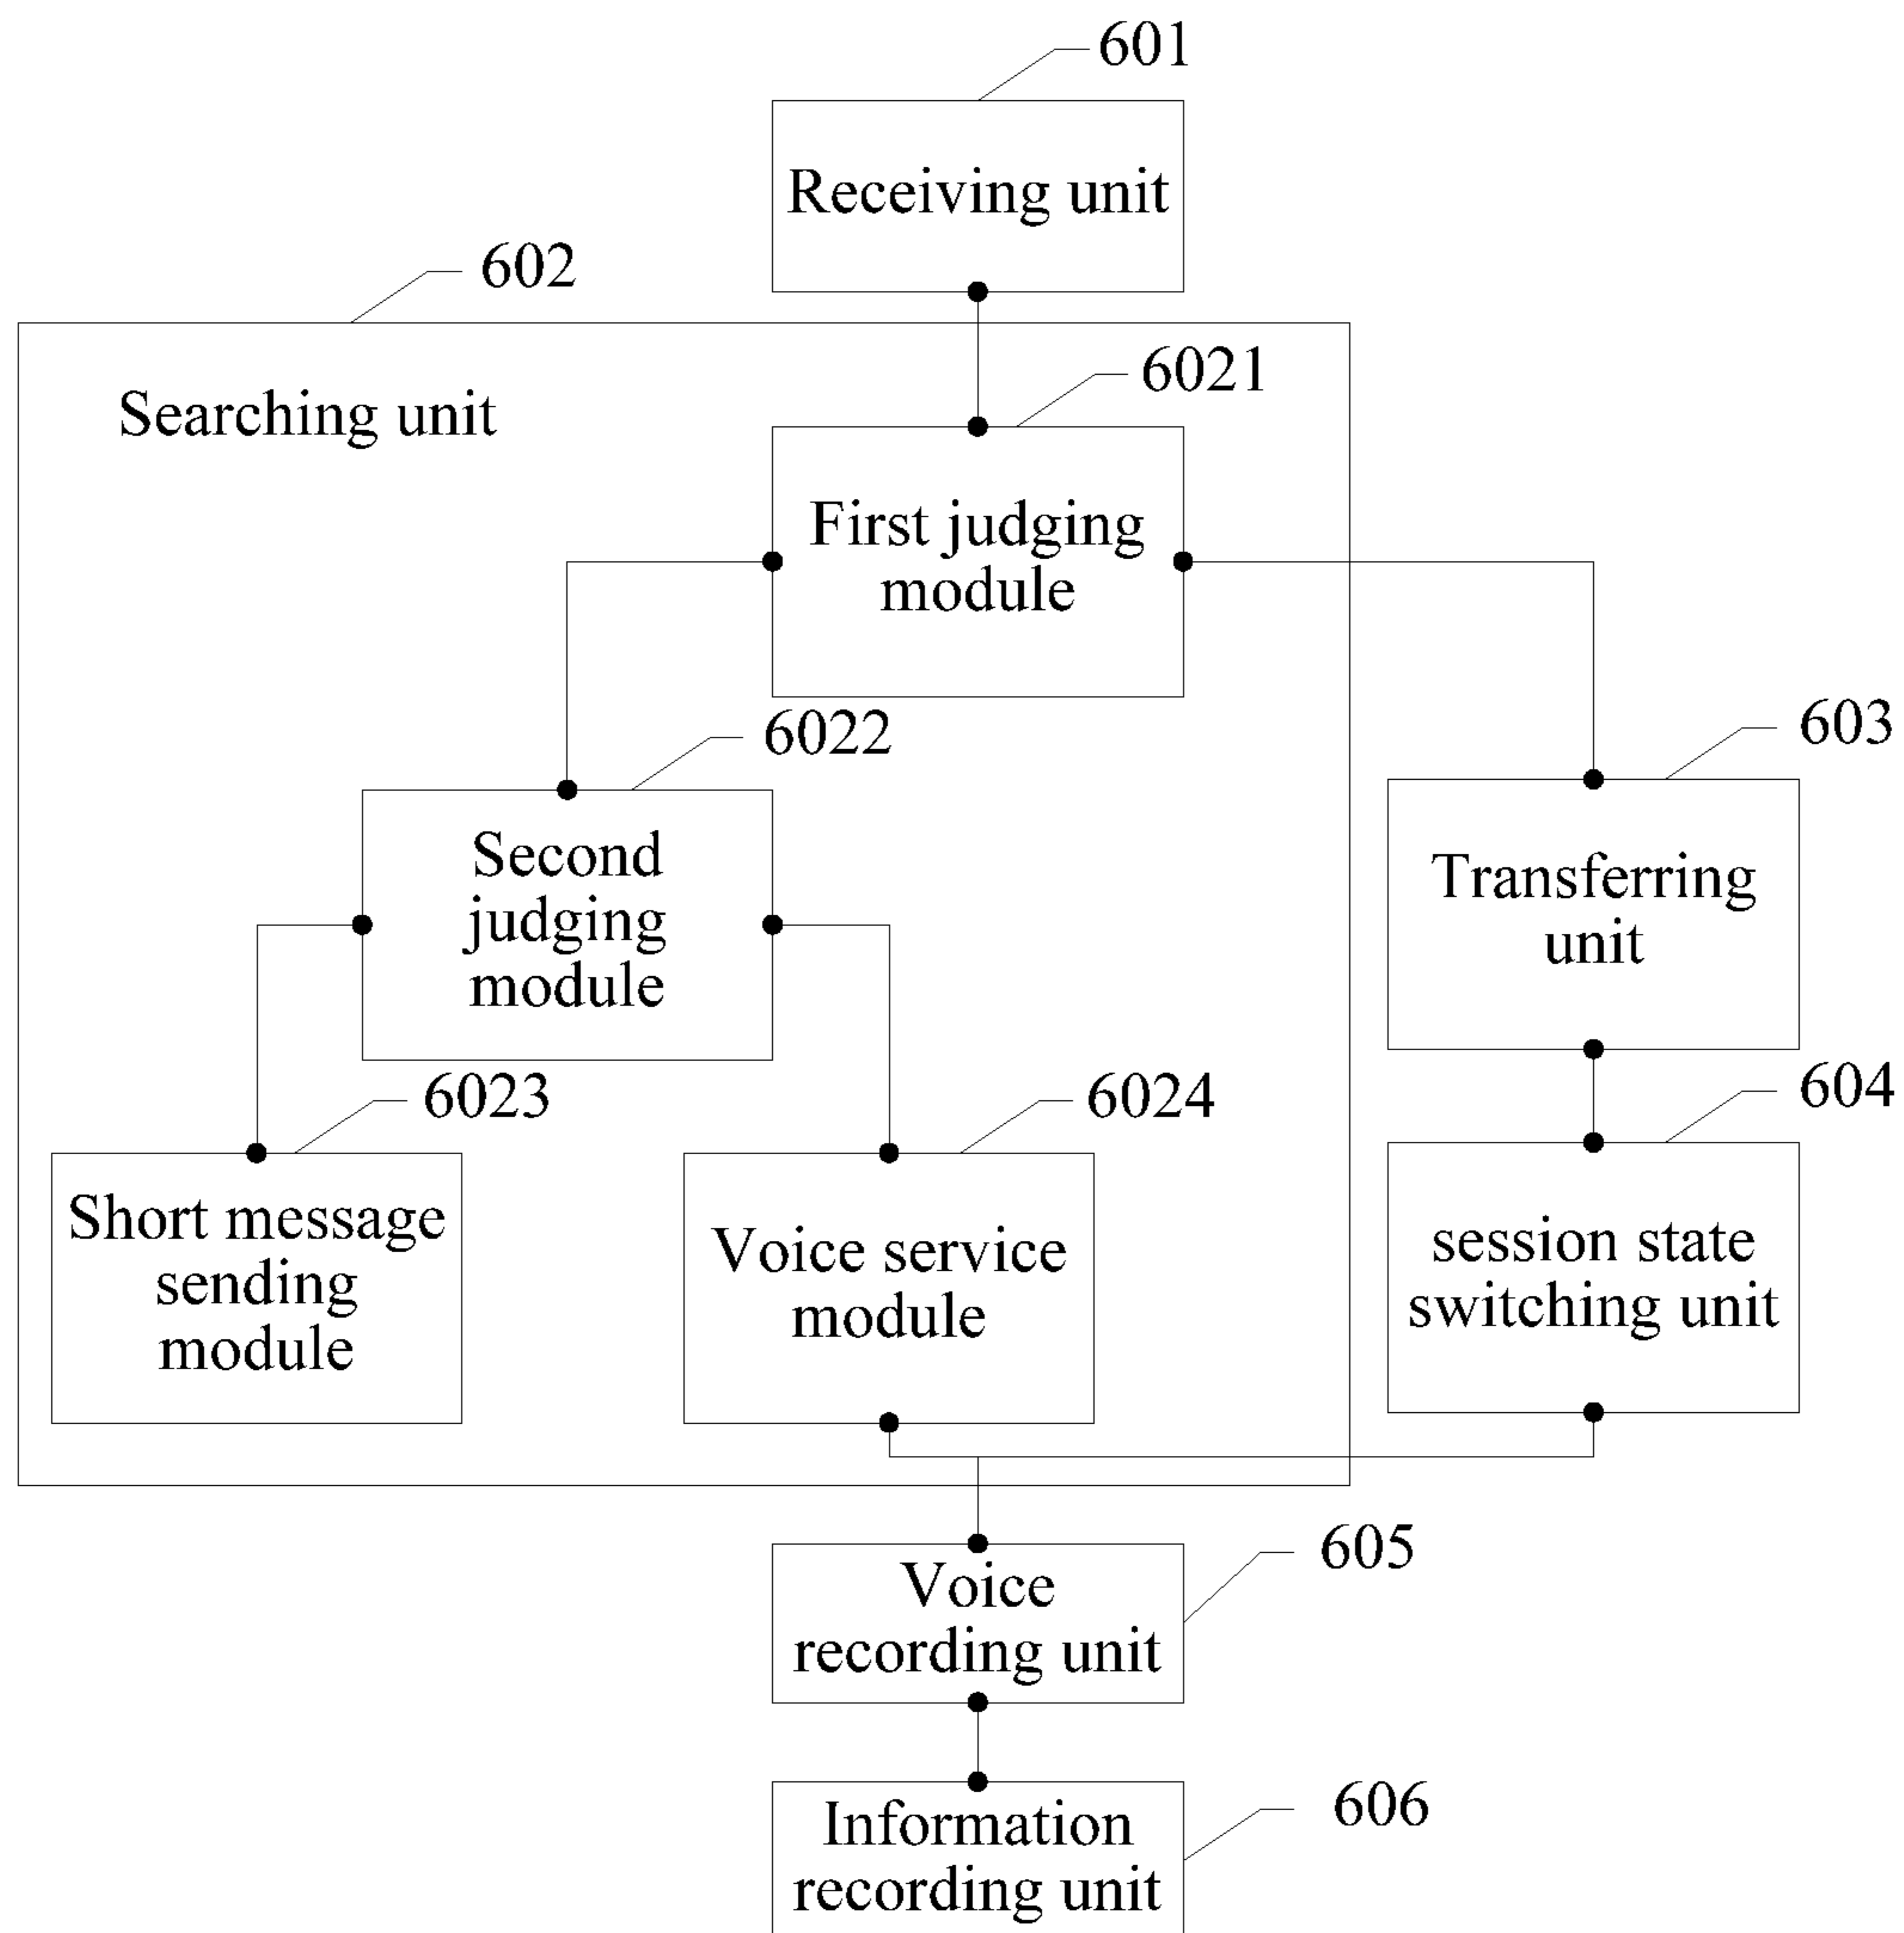 601
Receiving unit
602
Searching unit
6021
First judging
module
6022
Second
judging
module
603
Transferring
unit
6023
Short message
sending
module
6024
Voice service
module
604
session state
switching unit
605
Voice
recording unit
606
Information
recording unit